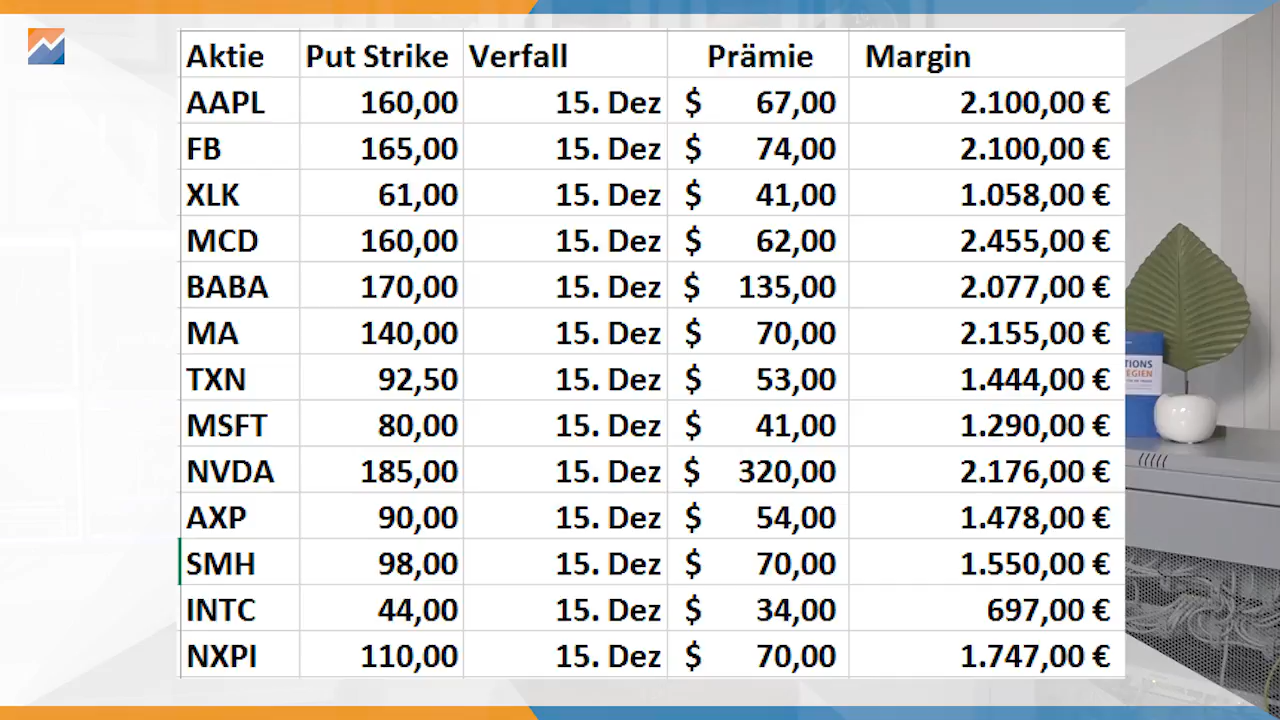 Aktie Put Strike Verfall Prämie Margin
AAPL 160,00 15. Dez $ 67,00 2.100,00 €
FB 165,00 15. Dez $ 74,00 2.100,00 €
XLK 61,00 15. Dez $ 41,00 1.058,00 €
MCD 160,00 15. Dez $ 62,00 2.455,00 €
BABA 170,00 15. Dez $ 135,00 2.077,00 €
MA 140,00 15. Dez $ 70,00 2.155,00 €
TXN 92,50 15. Dez $ 53,00 1.444,00 €
MSFT 80,00 15. Dez $ 41,00 1.290,00 €
NVDA 185,00 15. Dez $ 320,00 2.176,00 €
AXP 90,00 15. Dez $ 54,00 1.478,00 €
SMH 98,00 15. Dez $ 70,00 1.550,00 €
INTC 44,00 15. Dez $ 34,00 697,00 €
NXPI 110,00 15. Dez $ 70,00 1.747,00 €
TIONS
EGIEN